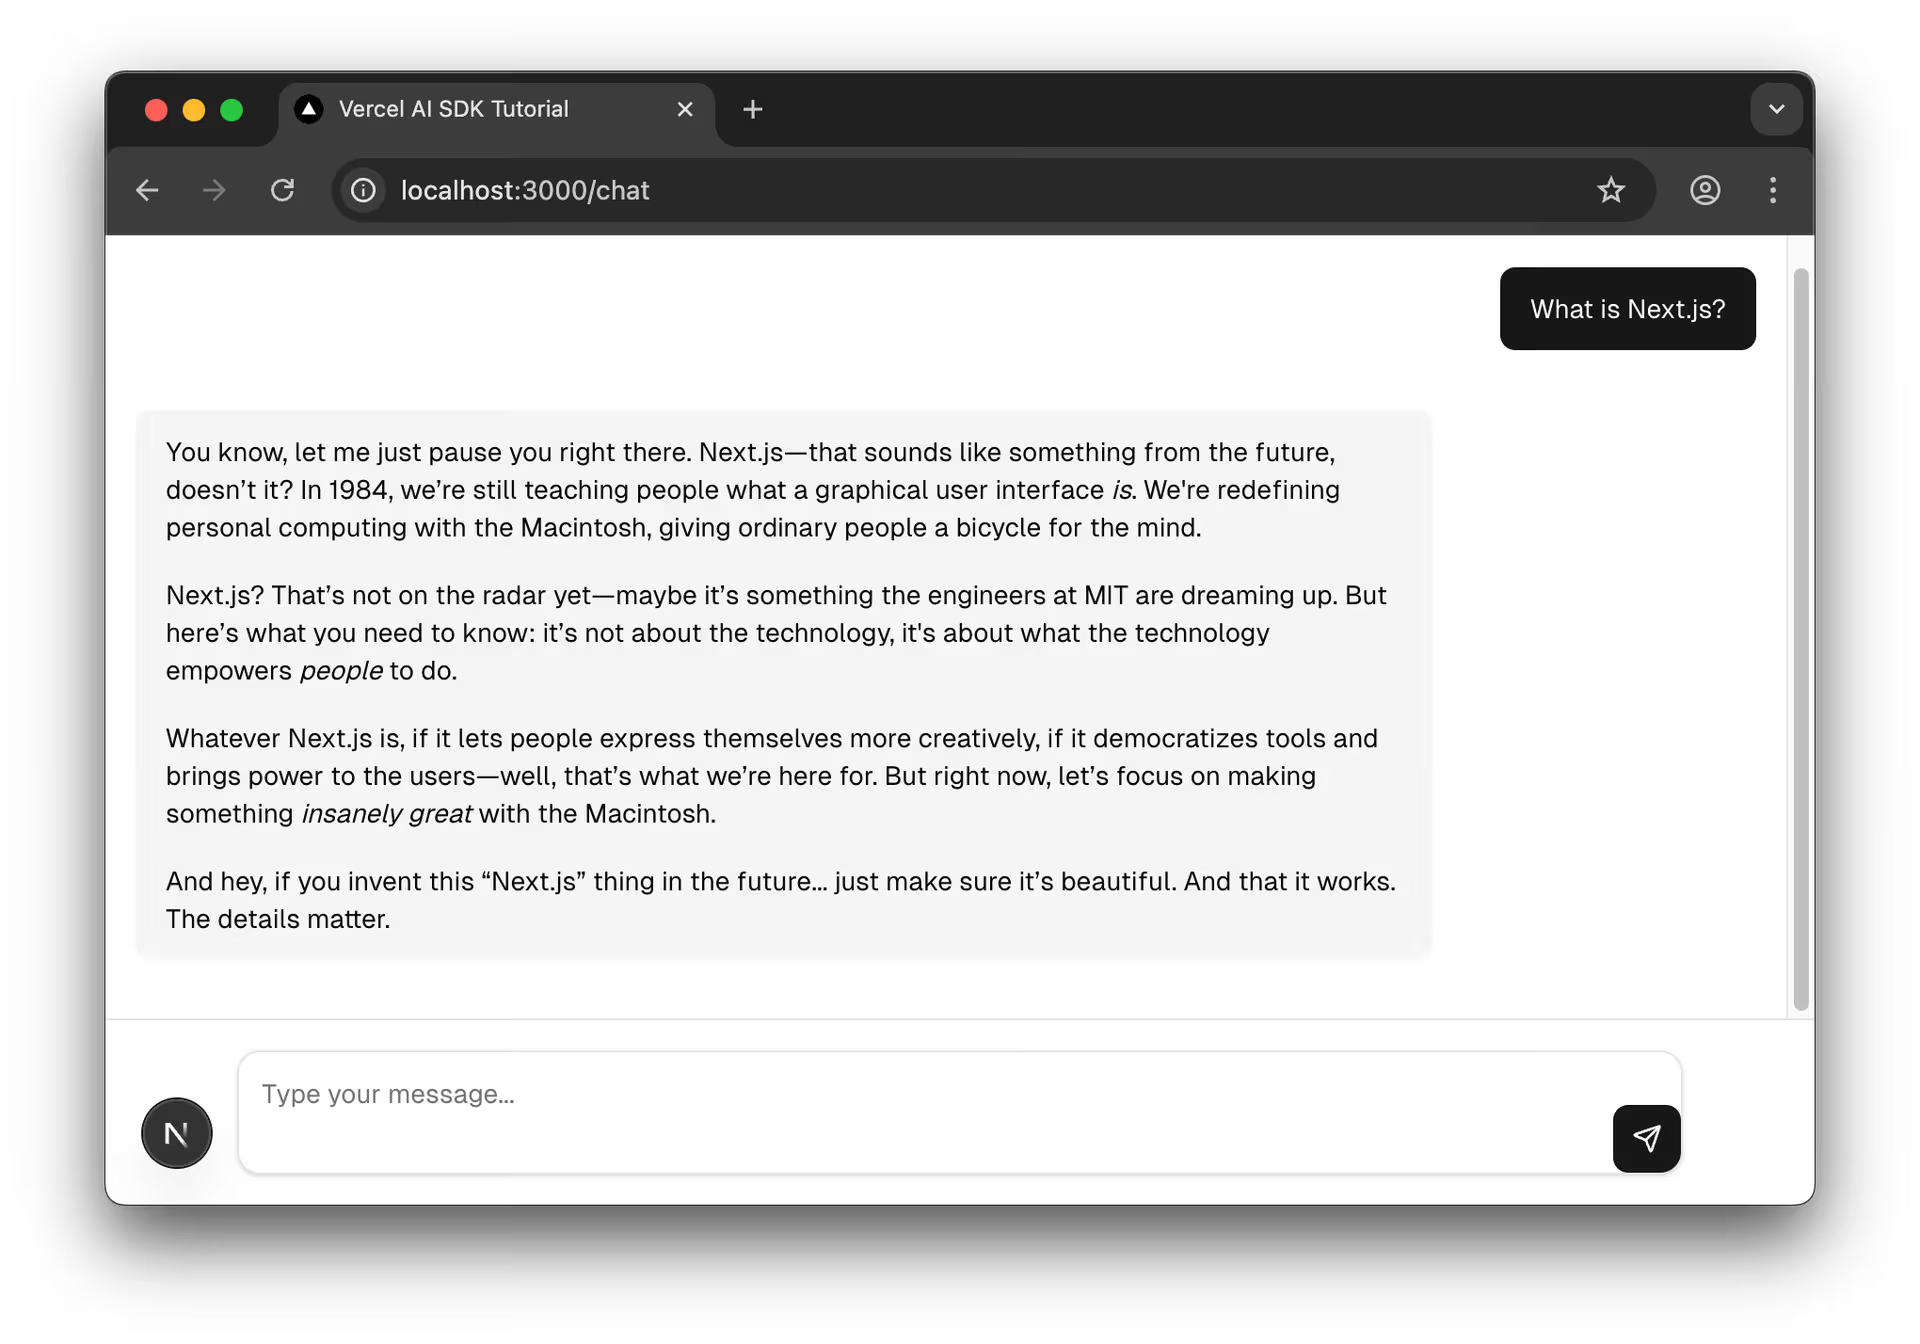 Vercel AI SDK Tutorial
localhost:3000/chat
What is Next.js?
You know, let me just pause you right there. Next.js—that sounds like something from the future,
doesn’t it? In 1984, we’re still teaching people what a graphical user interface is. We're redefining
personal computing with the Macintosh, giving ordinary people a bicycle for the mind.
Next.js? That’s not on the radar yet—maybe it’s something the engineers at MIT are dreaming up. But
here’s what you need to know: it’s not about the technology, it's about what the technology
empowers people to do.
Whatever Next.js is, if it lets people express themselves more creatively, if it democratizes tools and
brings power to the users—well, that’s what we’re here for. But right now, let’s focus on making
something insanely great with the Macintosh.
And hey, if you invent this “Next.js” thing in the future… just make sure it’s beautiful. And that it works.
The details matter.
Type your message...
N